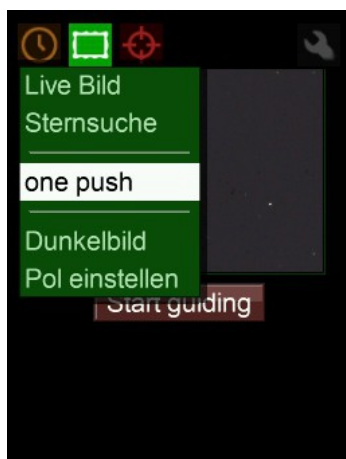 Live Bild
Sternsuche
one push
Dunkelbild
Pol einstellen
Start guiding